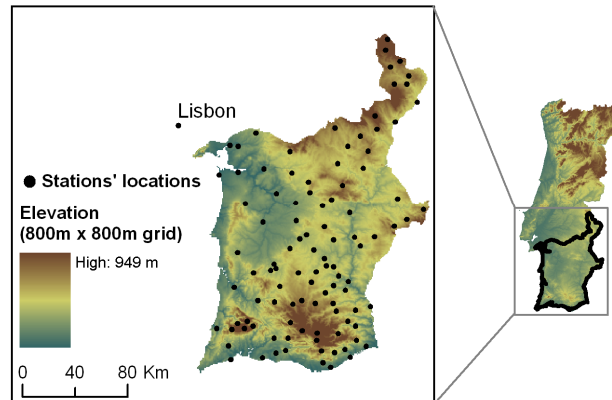 Lisbon
Stations' locations
Elevation
(800m x 800m grid)
High: 949 m
0 40 80 Km